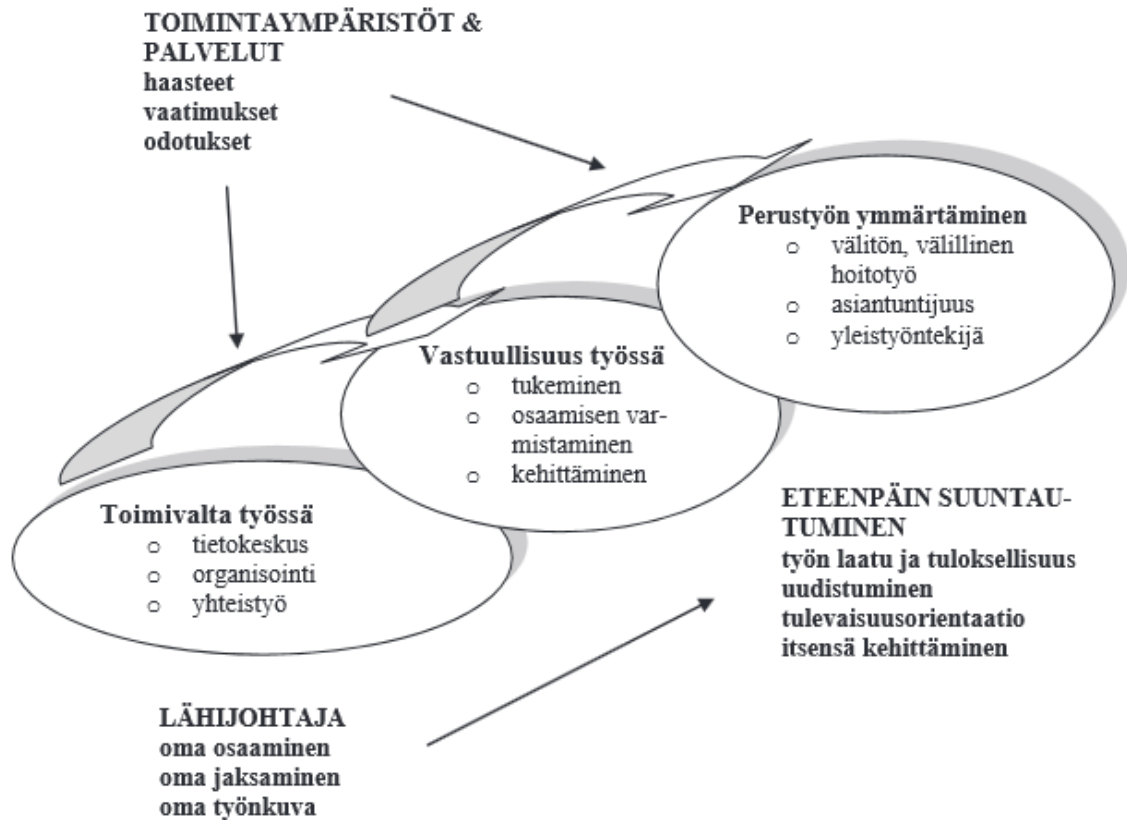 TOIMINTAYMPÄRISTÖT &
PALVELUT
haasteet
vaatimukset
odotukset
Perustyön ymmärtäminen
o välitön, välillinen
hoitotyö
o asiantuntijuus
o yleistyöntekijä
Vastuullisuus työssä
o tukeminen
o osaamisen var-
mistaminen
o kehittäminen
Toimivalta työssä
o tietokeskus
o organisointi
o yhteistyö
ETEENPÄIN SUUNTAU-
TUMINEN
työn laatu ja tuloksellisuus
uudistuminen
tulevaisuusorientaatio
itsensä kehittäminen
LÄHIJOHTAJA
oma osaaminen
oma jaksaminen
oma työnkuva